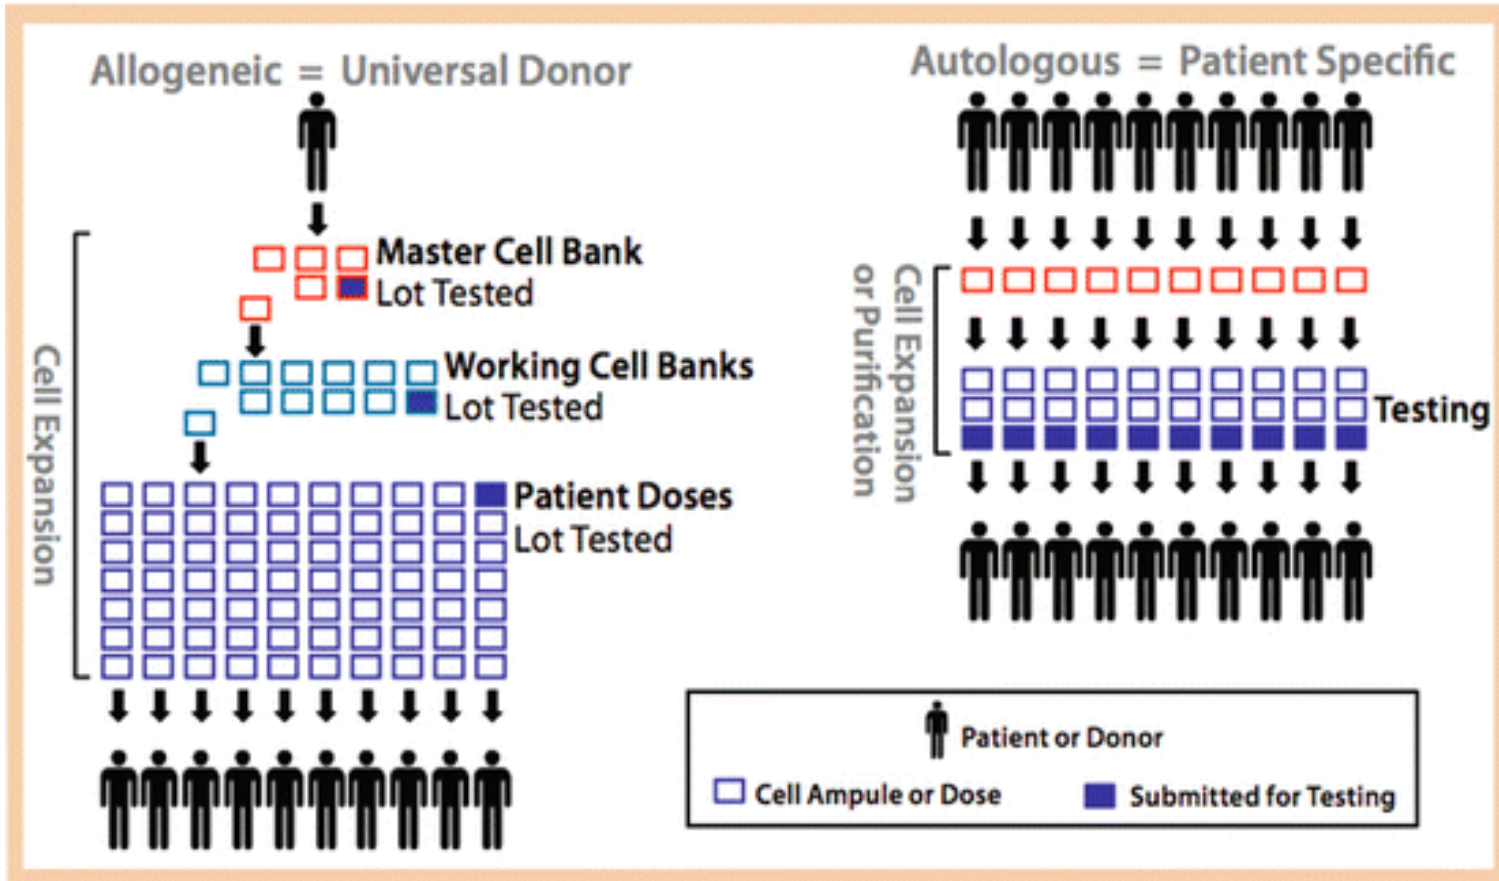 Allogeneic = Universal Donor
Master Cell Bank
Lot Tested
Working Cell Banks
Lot Tested
Cell Expansion
Patient Doses
Lot Tested
Autologous = Patient Specific
Cell Expansion
or Purification
Testing
Patient or Donor
Cell Ampule or Dose
Submitted for Testing